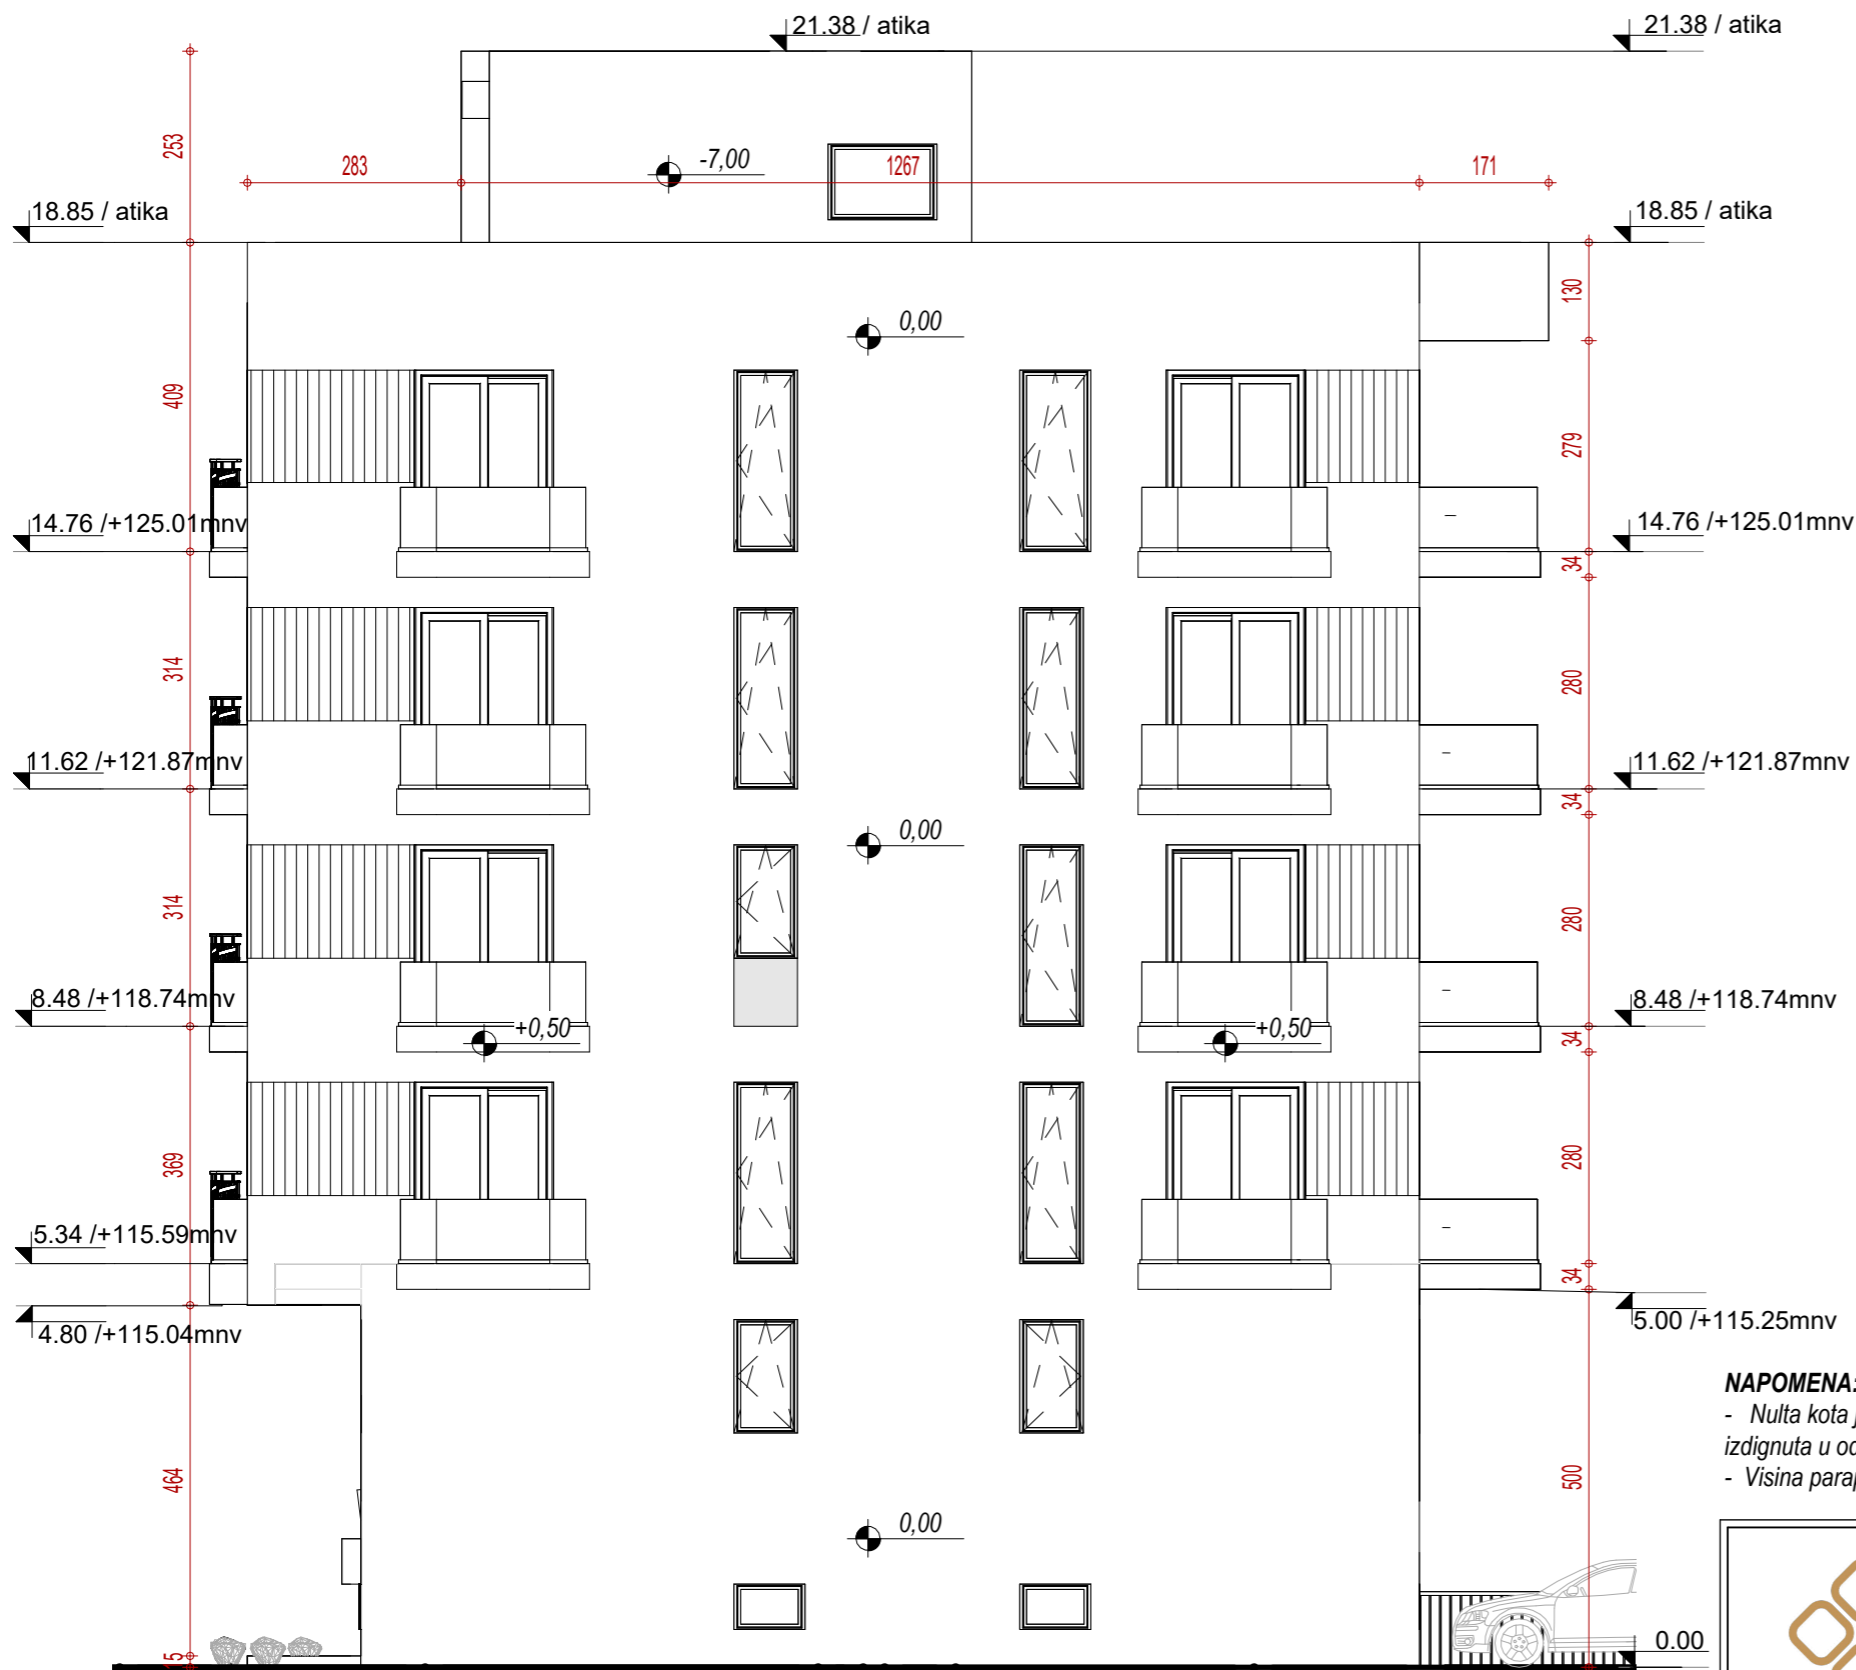 21.38 / atika
21.38 / atika
253
-7,00
283
1267
171
18.85 / atika
18.85 / atika
130
0,00
409
279
14.76 /+125.01mnv
14.76 /+125.01mnv
34
314
280
11.62 /+121.87mnv
11.62 /+121.87mnv
34
0,00
314
280
8.48 /+118.74mnv
8.48 /+118.74mnv
+0,50
+0,50
34
369
280
5.34 /+115.59mnv
34
4.80 /+115.04mnv
5.00 /+115.25mnv
NAPOMENA:
- Nulta kota
izdignuta u
- Visina
464
500
0,00
0.00
15